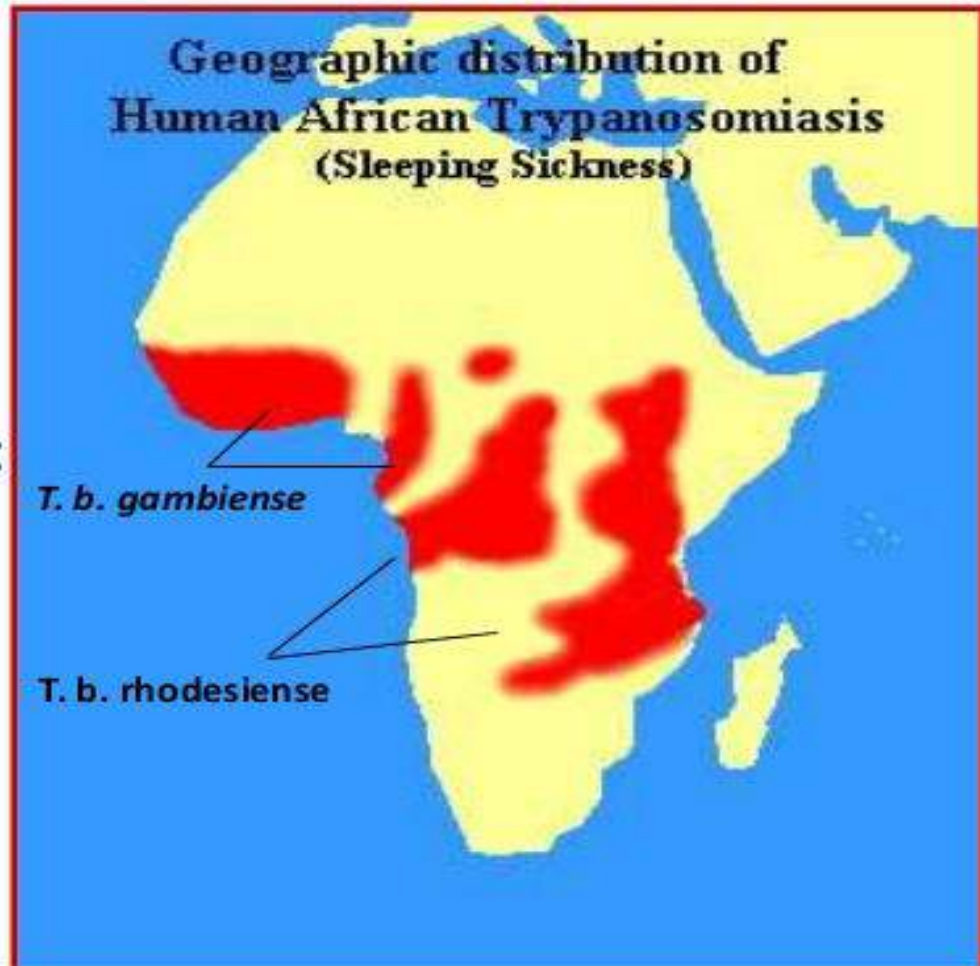 Geographic distribution of
Human African Trypanosomiasis
(Sleeping Sickness)
T. b. gambiense
T. b. rhodesiense